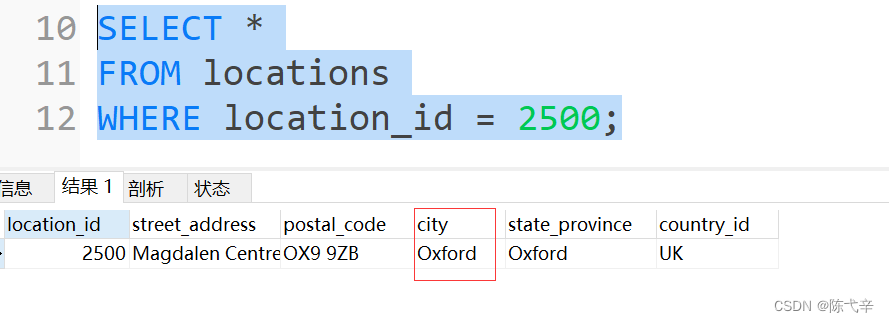 10 SELECT *
11 FROM locations
12 WHERE location_id = 2500;
信息 结果 1 剖析 状态
location_id street_address postal_code city state_province country_id
2500 Magdalen Centre OX9 9ZB Oxford Oxford UK
CSDN @陈弋辛